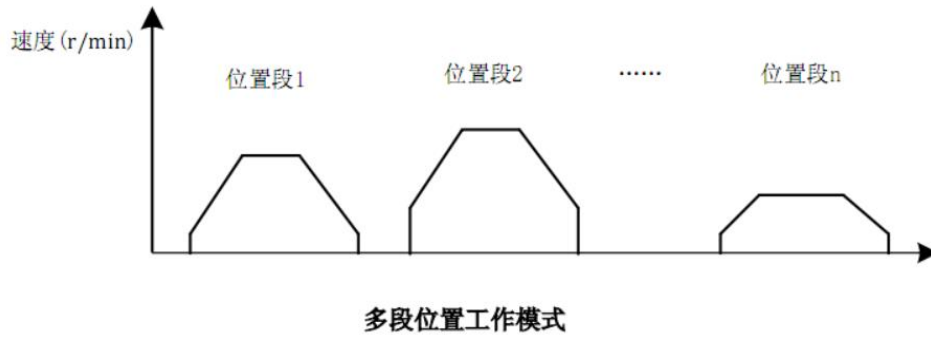 速度(r/min)
位置段1
位置段2
……
位置段n
多段位置工作模式